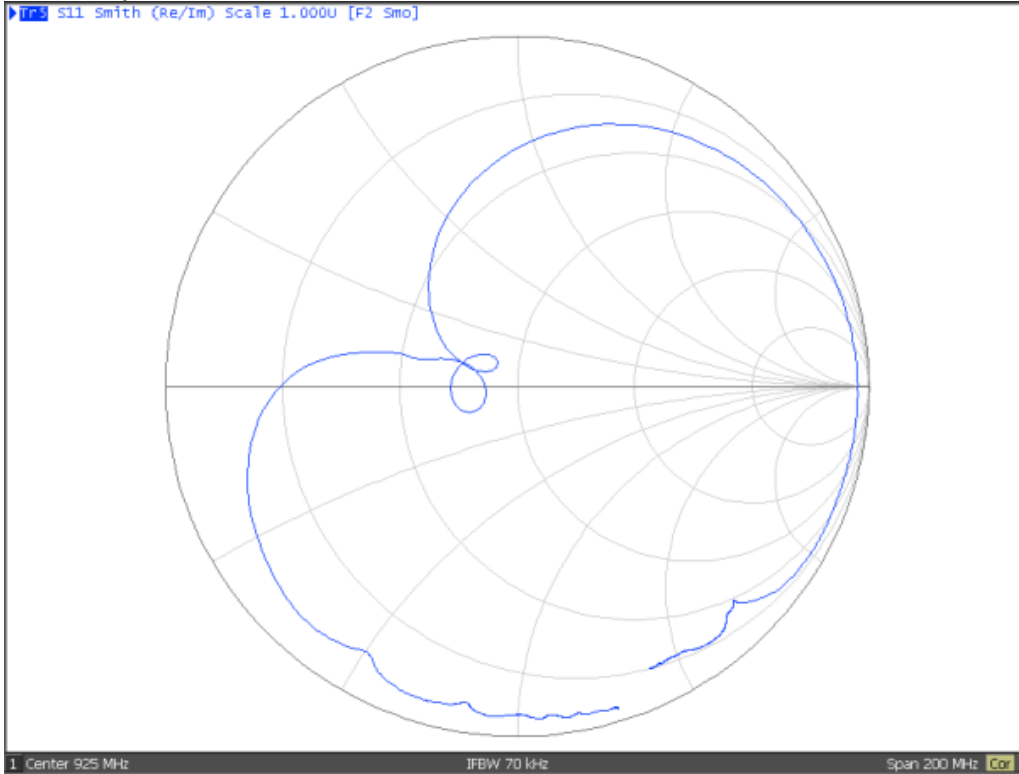 Tr3 S11 Smith (Re/Im) Scale 1.000U [F2 Smo]
1 Center 925 MHz IFBW 70 kHz Span 200 MHz Cor